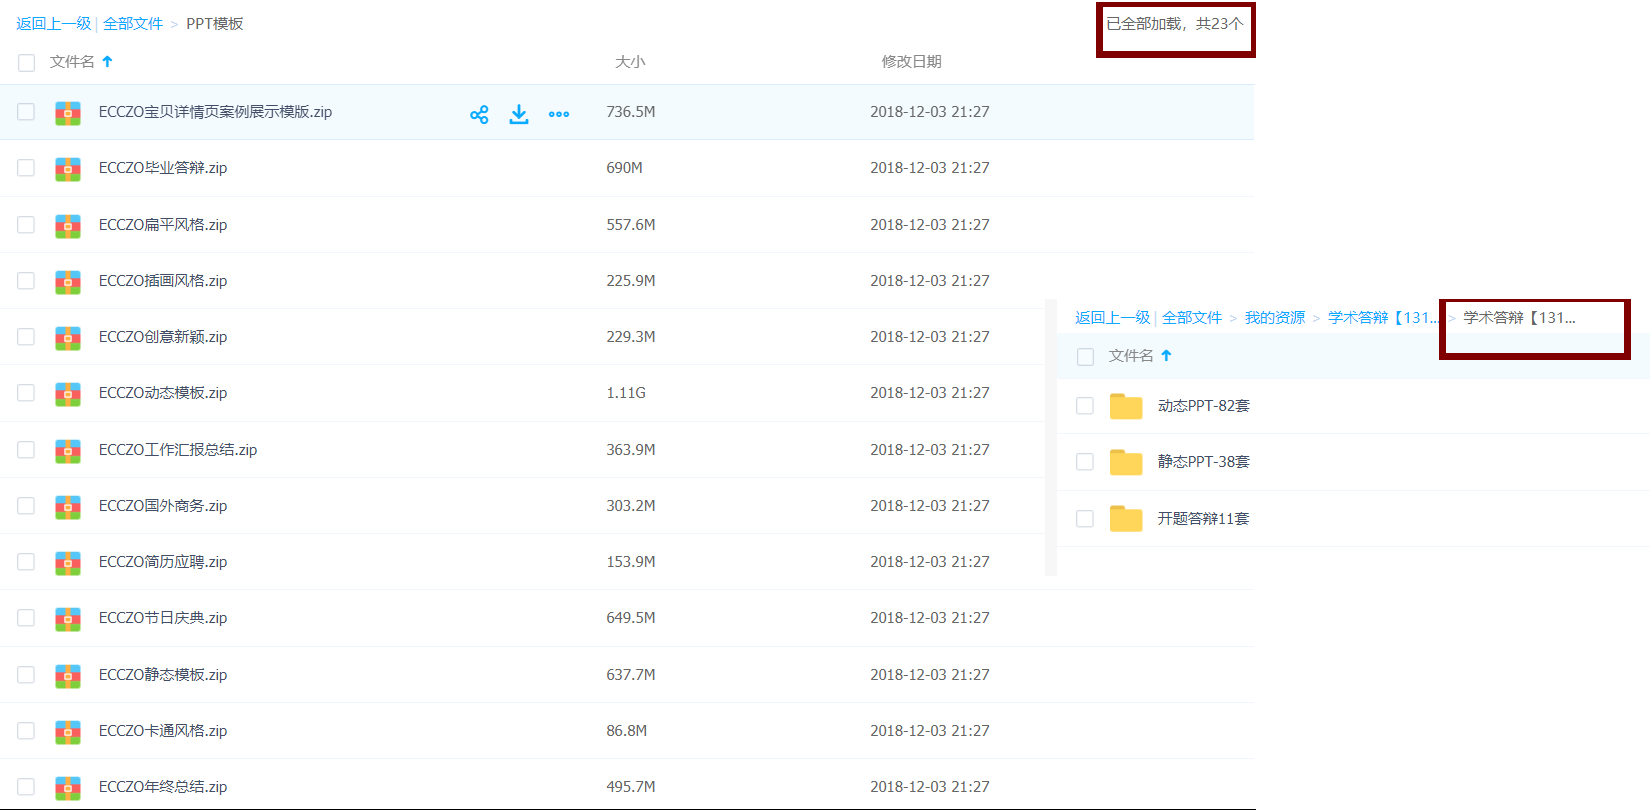 返回上一级 | 全部文件 > PPT模板
已全部加载，共23个
文件名 大小 修改日期
ECCZO宝贝详情页案例展示模版.zip 736.5M 2018-12-03 21:27
ECCZO毕业答辩.zip 690M 2018-12-03 21:27
ECCZO扁平风格.zip 557.6M 2018-12-03 21:27
ECCZO插画风格.zip 225.9M 2018-12-03 21:27
ECCZO创意新颖.zip 229.3M 2018-12-03 21:27
ECCZO动态模板.zip 1.11G 2018-12-03 21:27
ECCZO工作汇报总结.zip 363.9M 2018-12-03 21:27
ECCZO国外商务.zip 303.2M 2018-12-03 21:27
ECCZO简历应聘.zip 153.9M 2018-12-03 21:27
ECCZO节日庆典.zip 649.5M 2018-12-03 21:27
ECCZO静态模板.zip 637.7M 2018-12-03 21:27
ECCZO卡通风格.zip 86.8M 2018-12-03 21:27
ECCZO年终总结.zip 495.7M 2018-12-03 21:27
返回上一级 | 全部文件 > 我的资源 > 学术答辩【131... > 学术答辩【131...
文件名
动态PPT-82套
静态PPT-38套
开题答辩11套